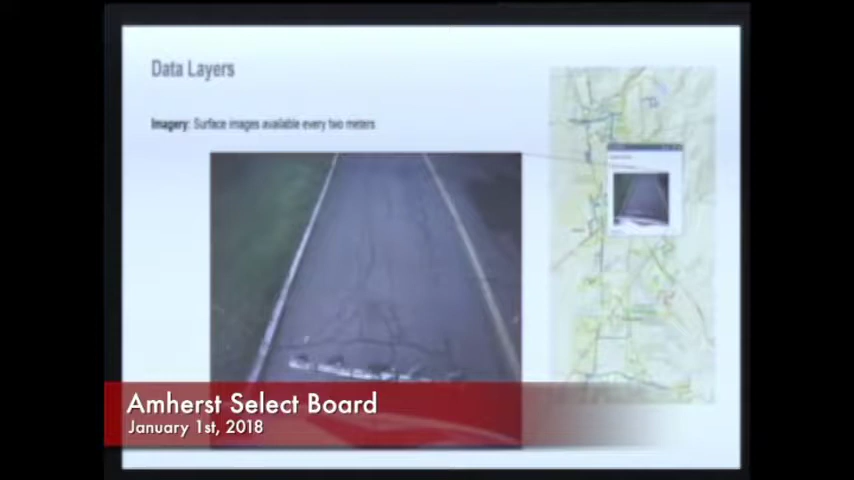 Data Layers
Imagery: Surface images available every two meters
Amherst Select Board
January 1st, 2018